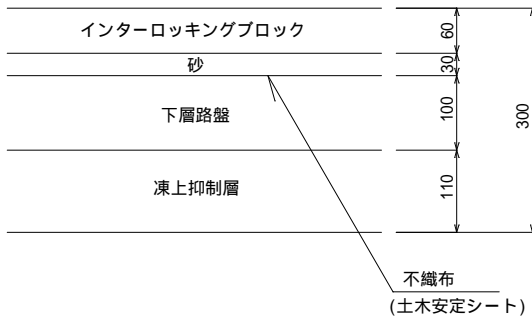 インターロッキングブロック
60
砂
30
下層路盤
100
300
凍上抑制層
110
不織布
(土木安定シート)